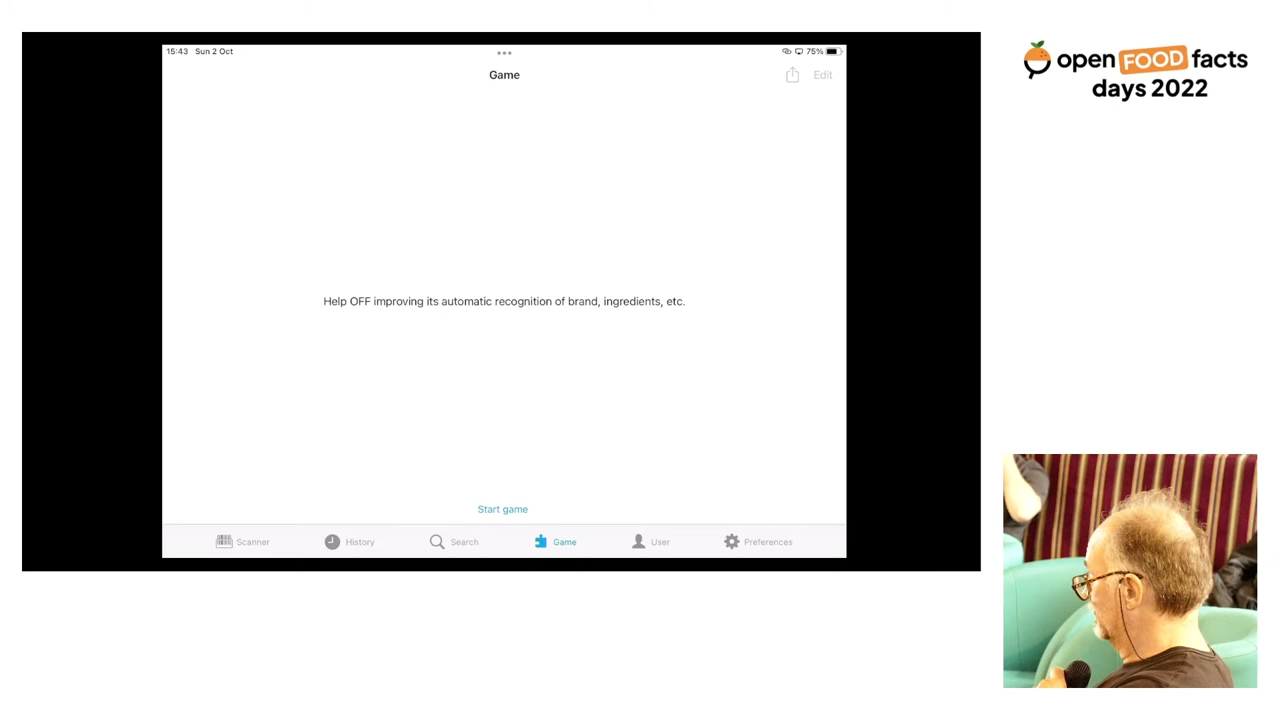 15:43 Sun 2 Oct
75%
Game
Edit
Help OFF improving its automatic recognition of brand, ingredients, etc.
Start game
Scanner
History
Search
Game
User
Preferences
open FOOD facts
days 2022